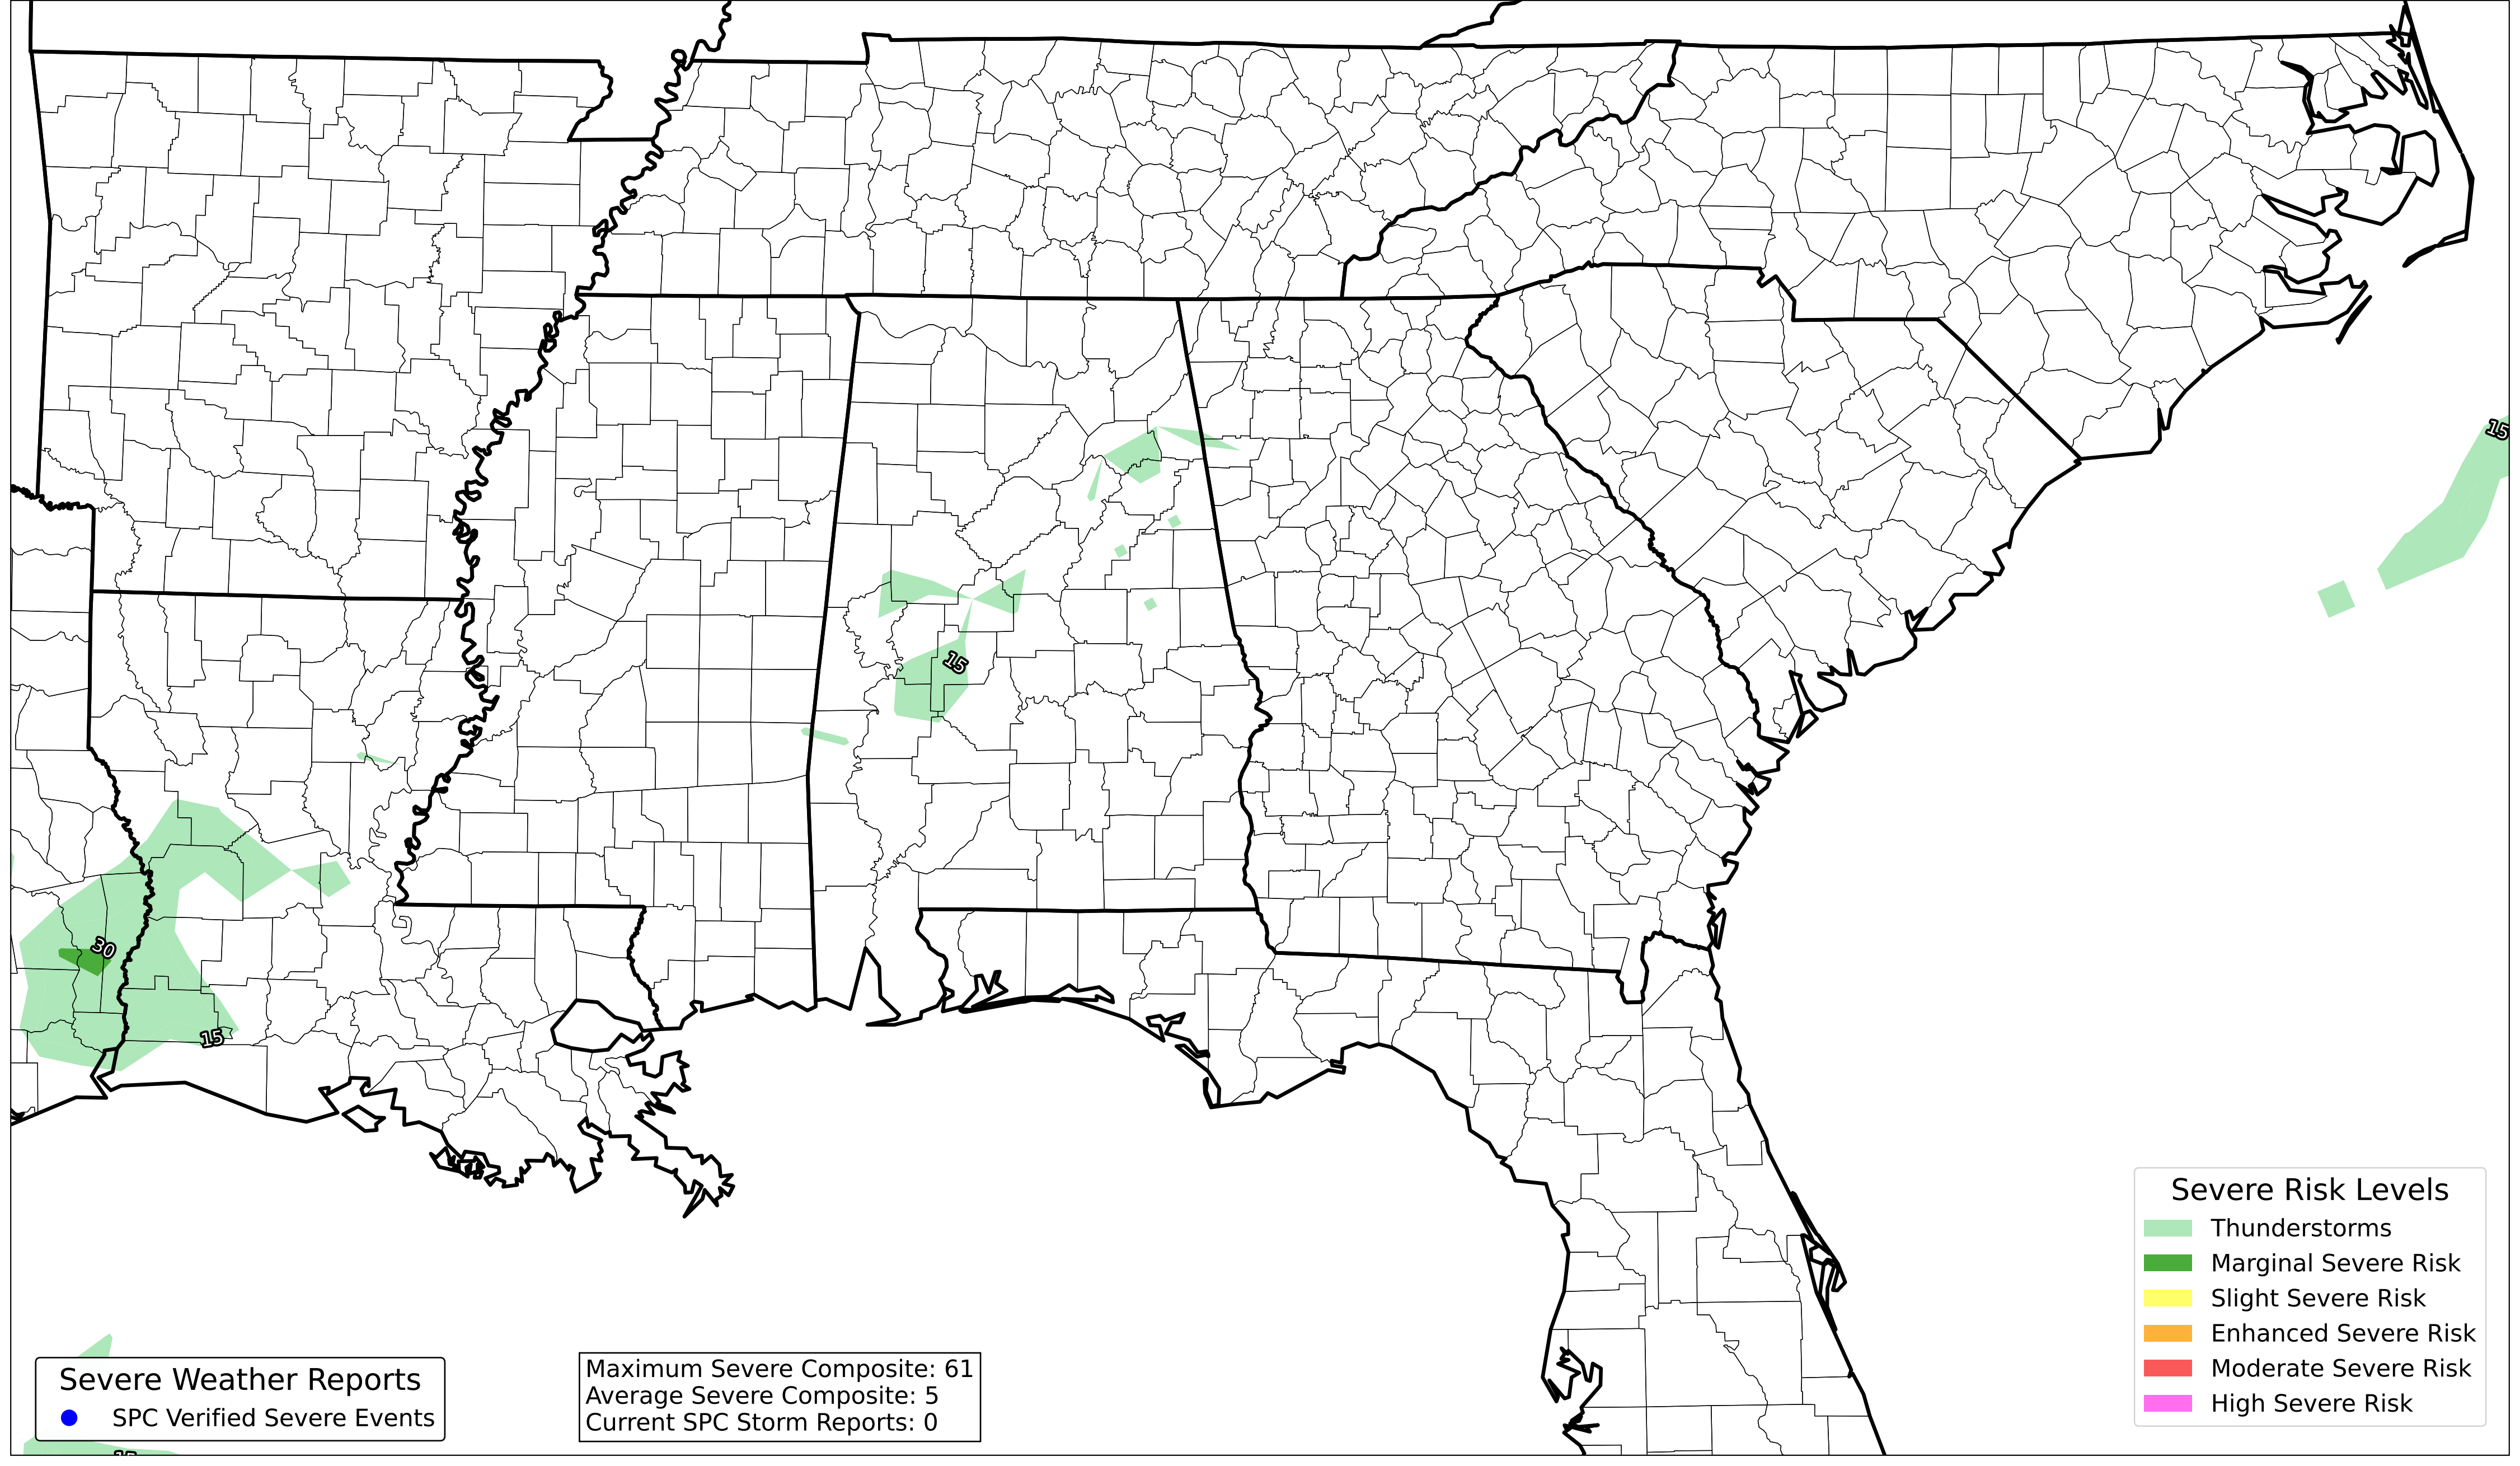 15
15
30
15
Severe Risk Levels
Thunderstorms
Marginal Severe Risk
Slight Severe Risk
Enhanced Severe Risk
Moderate Severe Risk
High Severe Risk
Severe Weather Reports
SPC Verified Severe Events
Maximum Severe Composite: 61
Average Severe Composite: 5
Current SPC Storm Reports: 0